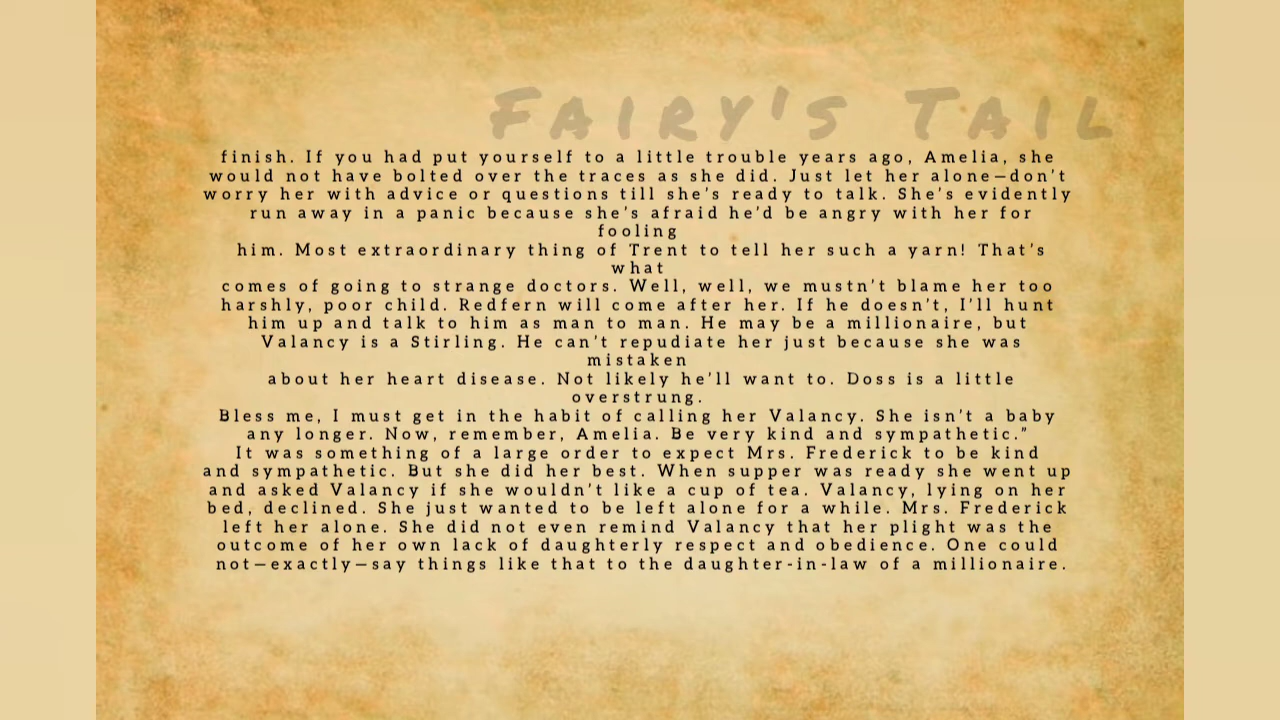 Fairy's Tail
finish. If you had put yourself to a little trouble years ago, Amelia, she
would not have bolted over the traces as she did. Just let her alone—don’t
worry her with advice or questions till she’s ready to talk. She’s evidently
run away in a panic because she’s afraid he’d be angry with her for
fooling
him. Most extraordinary thing of Trent to tell her such a yarn! That’s
what
comes of going to strange doctors. Well, well, we mustn’t blame her too
harshly, poor child. Redfern will come after her. If he doesn’t, I’ll hunt
him up and talk to him as man to man. He may be a millionaire, but
Valancy is a Stirling. He can’t repudiate her just because she was
mistaken
about her heart disease. Not likely he’ll want to. Doss is a little
overstrung.
Bless me, I must get in the habit of calling her Valancy. She isn’t a baby
any longer. Now, remember, Amelia. Be very kind and sympathetic.”
It was something of a large order to expect Mrs. Frederick to be kind
and sympathetic. But she did her best. When supper was ready she went up
and asked Valancy if she wouldn’t like a cup of tea. Valancy, lying on her
bed, declined. She just wanted to be left alone for a while. Mrs. Frederick
left her alone. She did not even remind Valancy that her plight was the
outcome of her own lack of daughterly respect and obedience. One could
not—exactly—say things like that to the daughter-in-law of a millionaire.